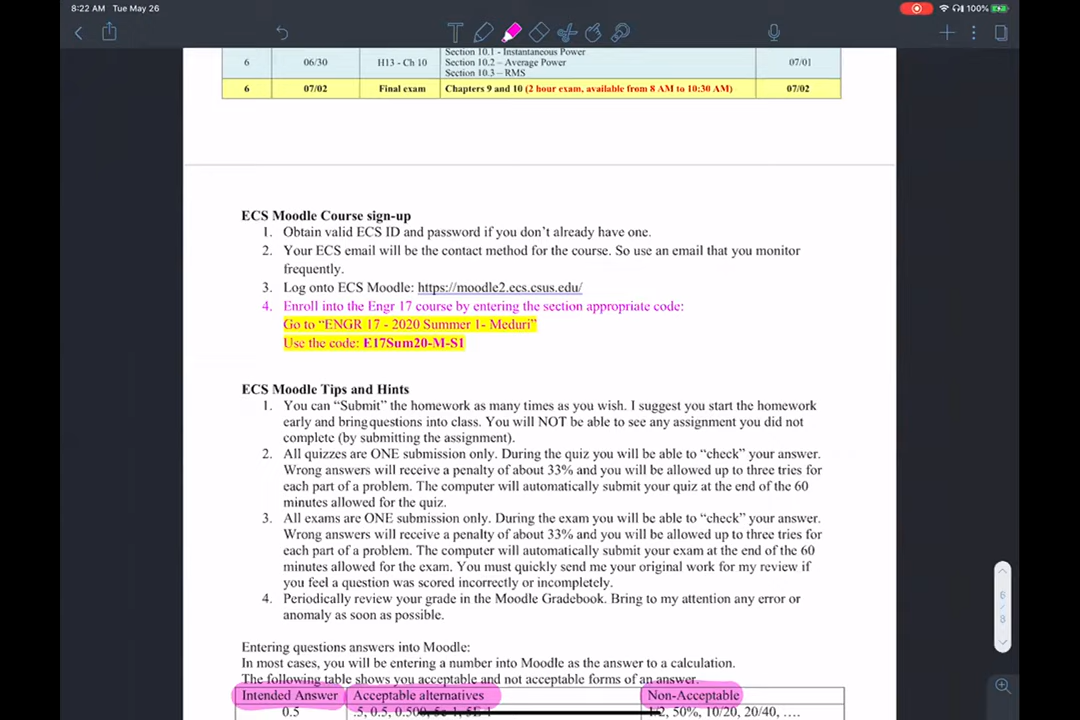 8:22 AM Tue May 26
100%
Section 10.1 - Instantaneous Power
6 06/30 H13 - Ch 10 Section 10.2 – Average Power 07/01
Section 10.3 – RMS
6 07/02 Final exam Chapters 9 and 10 (2 hour exam, available from 8 AM to 10:30 AM) 07/02
ECS Moodle Course sign-up
1. Obtain valid ECS ID and password if you don't already have one.
2. Your ECS email will be the contact method for the course. So use an email that you monitor
frequently.
3. Log onto ECS Moodle: https://moodle2.ecs.csus.edu/
4. Enroll into the Engr 17 course by entering the section appropriate code:
Go to “ENGR 17 - 2020 Summer 1- Meduri”
Use the code: E17Sum20-M-S1
ECS Moodle Tips and Hints
1. You can “Submit” the homework as many times as you wish. I suggest you start the homework
early and bring questions into class. You will NOT be able to see any assignment you did not
complete (by submitting the assignment).
2. All quizzes are ONE submission only. During the quiz you will be able to “check” your answer.
Wrong answers will receive a penalty of about 33% and you will be allowed up to three tries for
each part of a problem. The computer will automatically submit your quiz at the end of the 60
minutes allowed for the quiz.
3. All exams are ONE submission only. During the exam you will be able to “check” your answer.
Wrong answers will receive a penalty of about 33% and you will be allowed up to three tries for
each part of a problem. The computer will automatically submit your exam at the end of the 60
minutes allowed for the exam. You must quickly send me your original work for my review if
you feel a question was scored incorrectly or incompletely.
4. Periodically review your grade in the Moodle Gradebook. Bring to my attention any error or
anomaly as soon as possible.
Entering questions answers into Moodle:
In most cases, you will be entering a number into Moodle as the answer to a calculation.
The following table shows you acceptable and not acceptable forms of an answer.
Intended Answer Acceptable alternatives Non-Acceptable
0.5 .5, 0.5, 0.500, 5e-1, 5E-1 1/2, 50%, 10/20, 20/40, ….